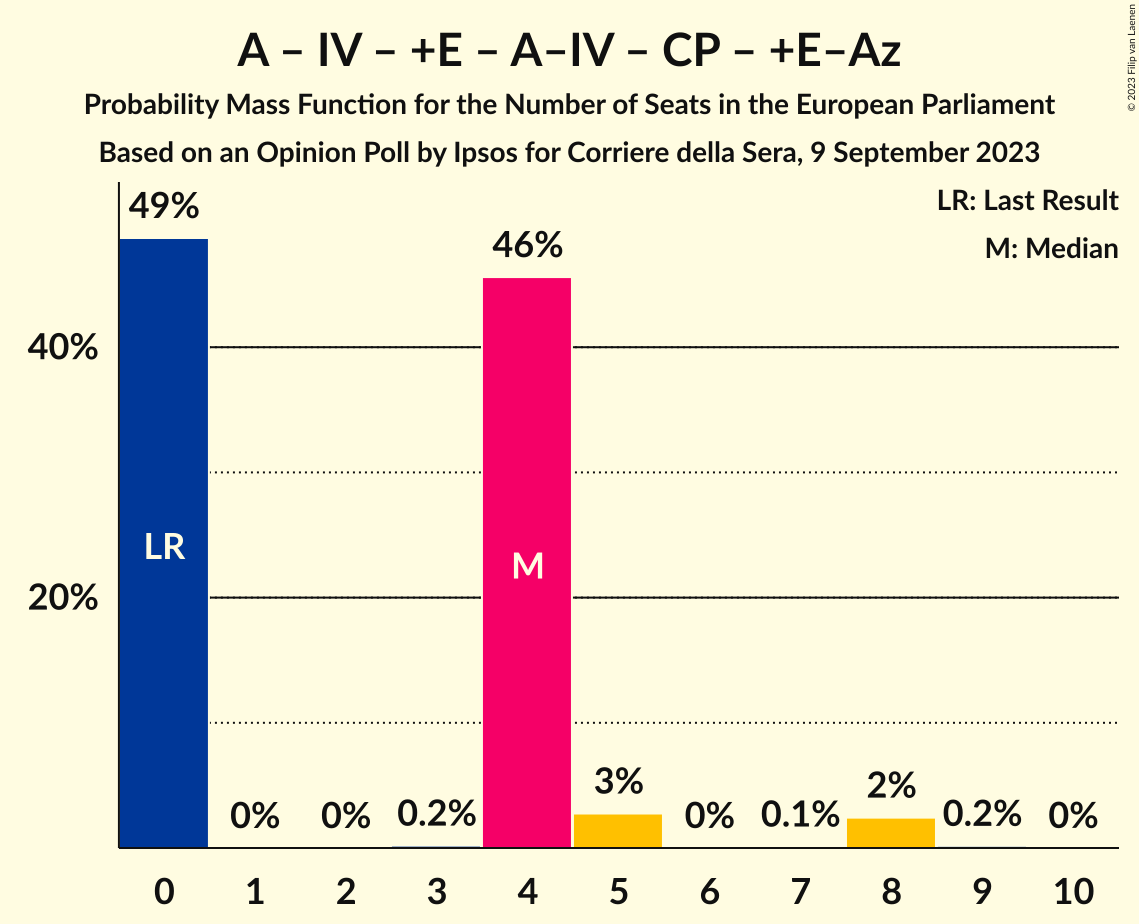 A – IV – +E – A–IV – CP – +E–Az
Probability Mass Function for the Number of Seats in the European Parliament
Based on an Opinion Poll by Ipsos for Corriere della Sera, 9 September 2023
© 2023 Filip van Laenen
LR: Last Result
M: Median
49%
46%
40%
LR
M
20%
0%
0%
0.2%
3%
0%
0.1%
2%
0.2%
0%
0 1 2 3 4 5 6 7 8 9 10